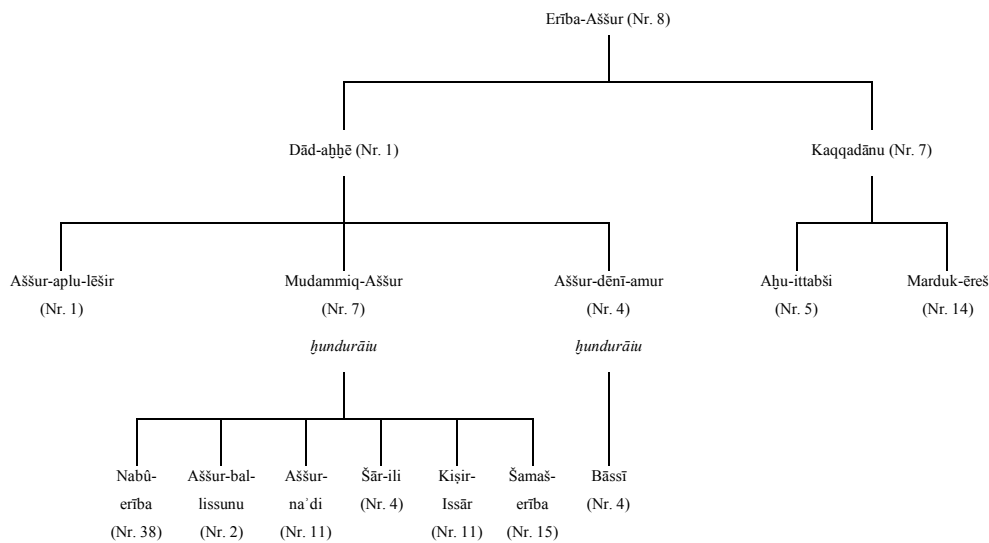 Erība-Aššur (Nr. 8)
Dād-aḫḫē (Nr. 1)
Kaqqadānu (Nr. 7)
Aššur-aplu-lēšir
(Nr. 1)
Mudammiq-Aššur
(Nr. 7)
ḫundurāiu
Aššur-dēnī-amur
(Nr. 4)
ḫundurāiu
Aḫu-ittabši
(Nr. 5)
Marduk-ēreš
(Nr. 14)
Nabû-
erība
(Nr. 38)
Aššur-bal-
lissunu
(Nr. 2)
Aššur-
naʾdi
(Nr. 11)
Šār-ili
(Nr. 4)
Kiṣir-
Issār
(Nr. 11)
Šamaš-
erība
(Nr. 15)
Bāssī
(Nr. 4)